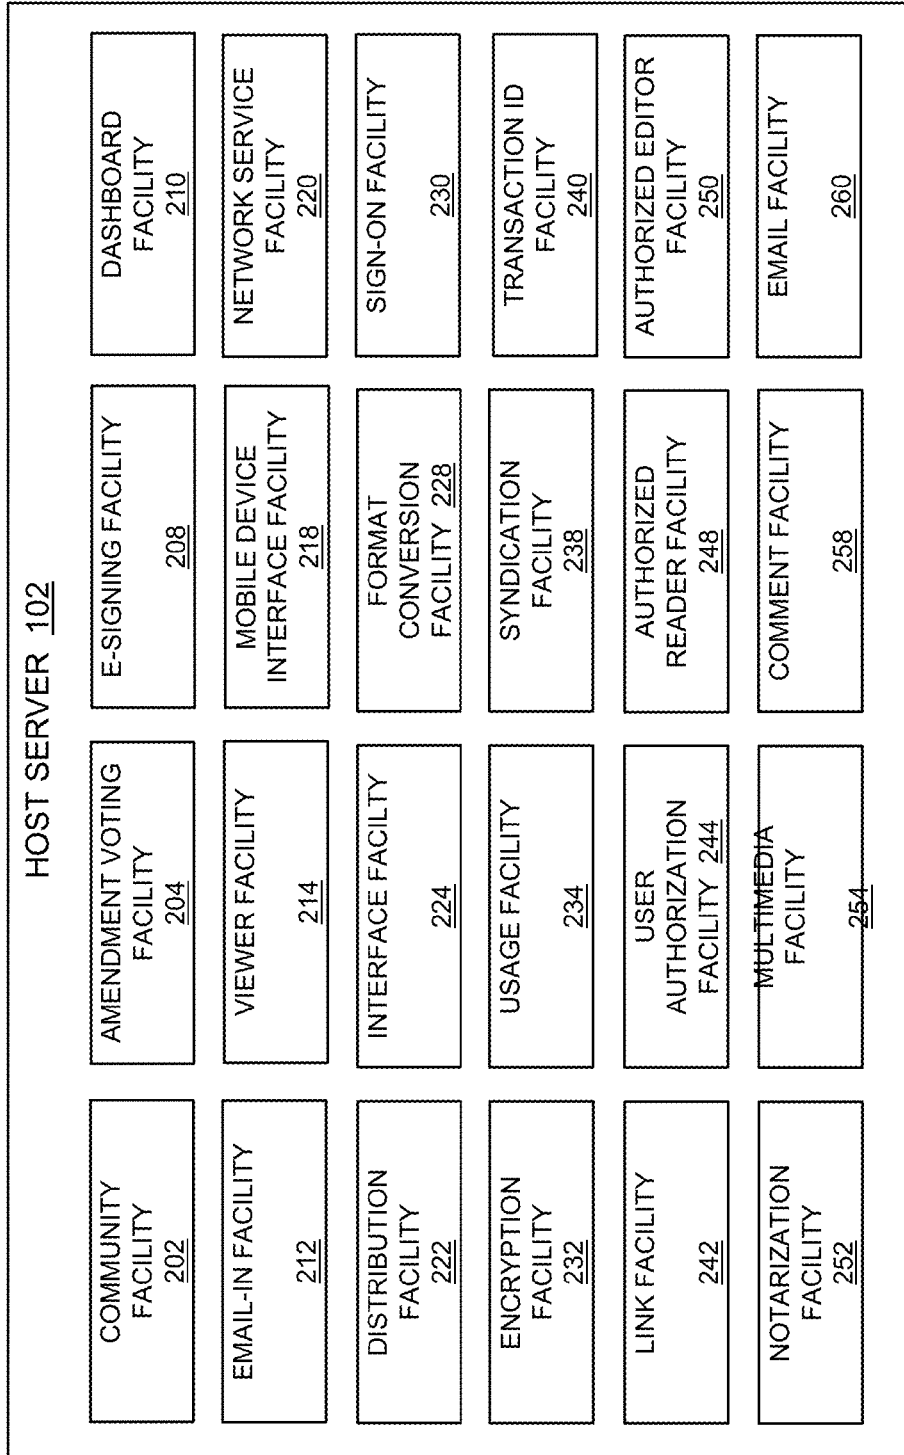 HOST SERVER 102
COMMUNITY
FACILITY
202
AMENDMENT VOTING
FACILITY
204
E-SIGNING FACILITY
208
DASHBOARD
FACILITY
210
EMAIL-IN FACILITY
212
VIEWER FACILITY
214
MOBILE DEVICE
INTERFACE FACILITY
218
NETWORK SERVICE
FACILITY
220
DISTRIBUTION
FACILITY
222
INTERFACE FACILTY
224
FORMAT
CONVERSION
FACILITY 228
SIGN-ON FACILITY
230
ENCRYPTION
FACILITY
232
USAGE FACILITY
234
SYNDICATION
FACILITY
238
TRANSACTION ID
FACILITY
240
LINK FACILITY
242
USER
AUTHORIZATION
FACILITY 244
AUTHORIZED
READER FACILITY
248
AUTHORIZED EDITOR
FACILITY
250
NOTARIZATION
FACILITY
252
MULTIMEDIA
FACILITY
254
COMMENT FACILITY
258
EMAIL FACILITY
260